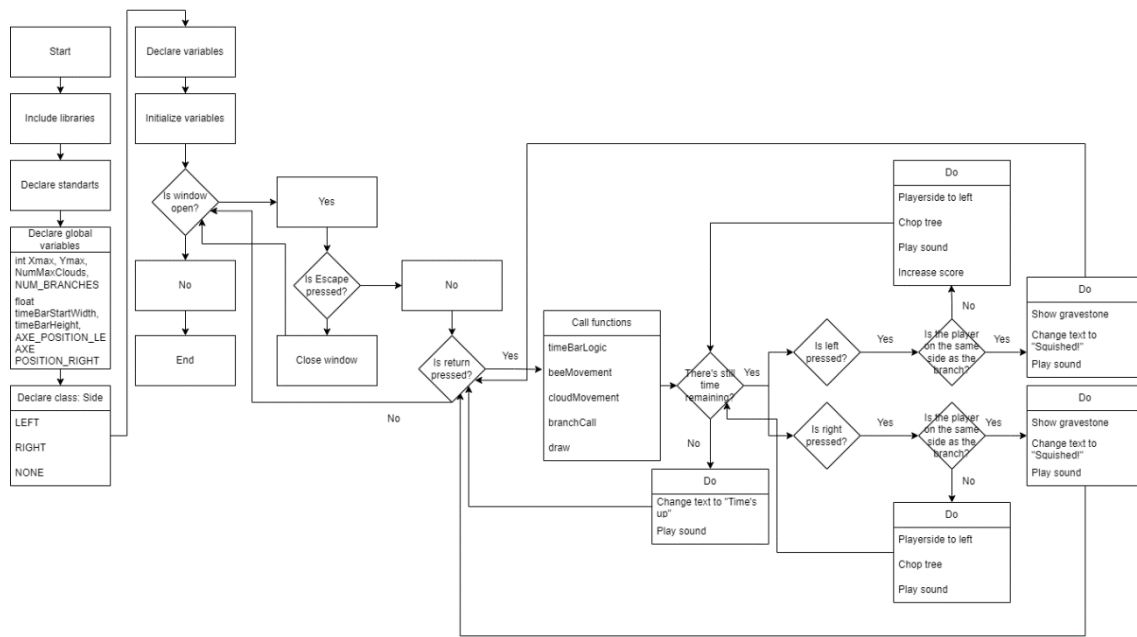 Start
Include libraries
Declare standarts
Declare global
variables
int Xmax, Ymax,
NumMaxClouds,
NUM_BRANCHES
float
timeBarStartWidth,
timeBarHeight,
AXE_POSITION_LE
AXE
POSITION_RIGHT
Declare class: Side
LEFT
RIGHT
NONE
Declare variables
Initialize variables
Is window
open?
No
End
Yes
Is Escape
pressed?
Close window
No
Is return
pressed?
No
Yes
Call functions
timeBarLogic
beeMovement
cloudMovement
branchCall
draw
There's still
time
remaining?
Yes
No
Do
Change text to "Time's
up"
Play sound
Is left
pressed?
Yes
Is the player
on the same
side as the
branch?
No
Do
Playerside to left
Chop tree
Play sound
Increase score
Yes
Do
Show gravestone
Change text to
"Squished!"
Play sound
Is right
pressed?
Yes
Is the player
on the same
side as the
branch?
Yes
Do
Show gravestone
Change text to
"Squished!"
Play sound
No
Do
Playerside to left
Chop tree
Play sound